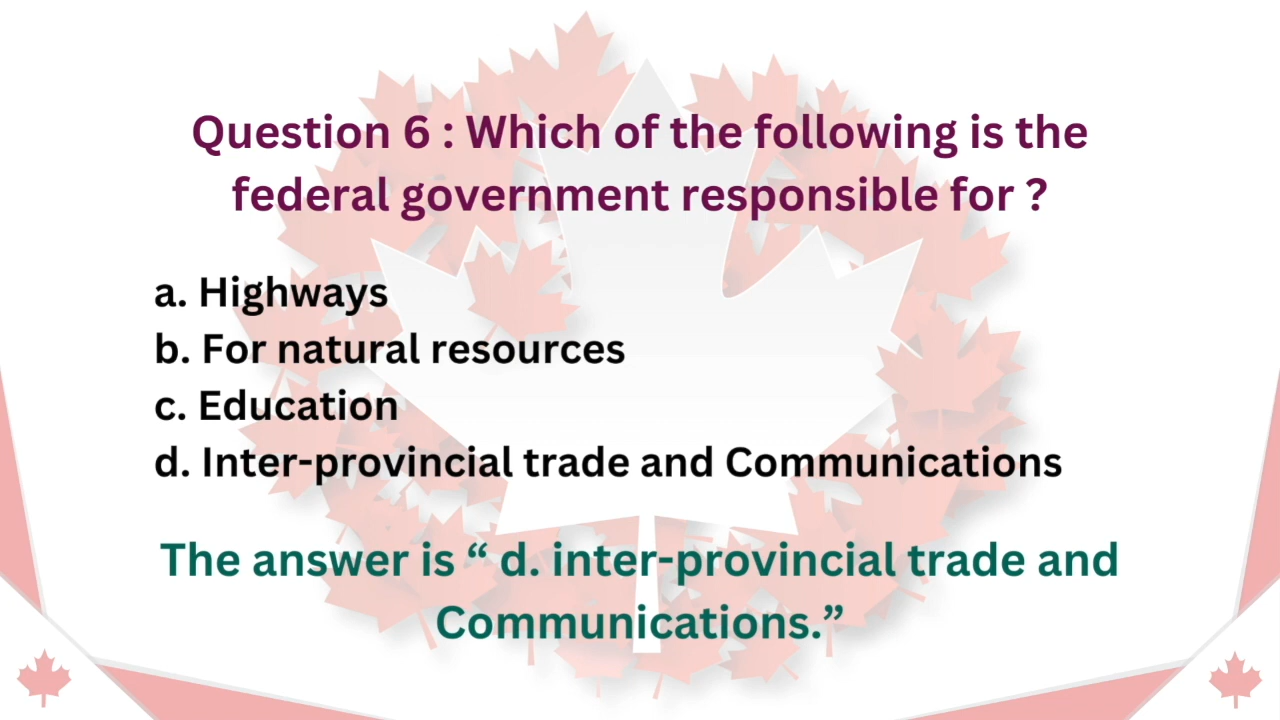 Question 6 : Which of the following is the
federal government responsible for ?
a. Highways
b. For natural resources
c. Education
d. Inter-provincial trade and Communications
The answer is “ d. inter-provincial trade and
Communications.”